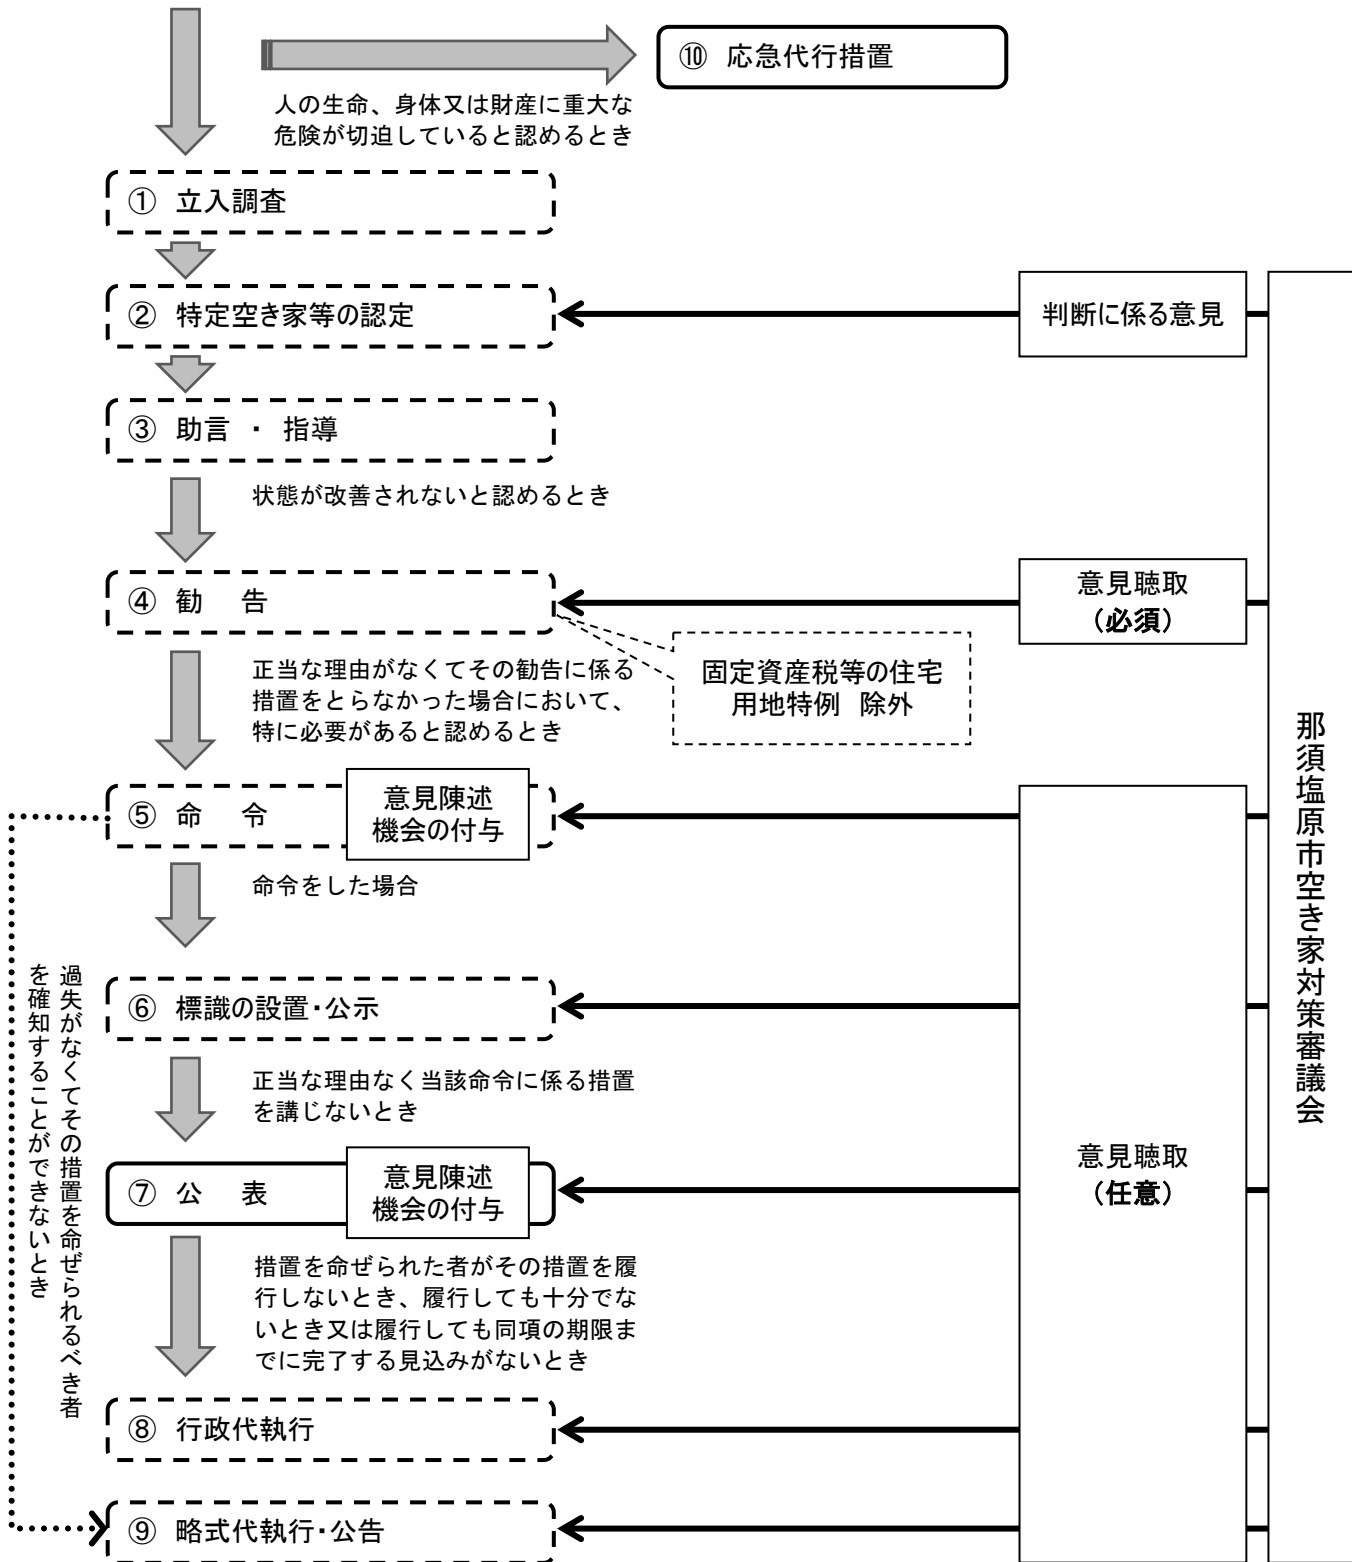 ⑩ 応急代行措置
人の生命、身体又は財産に重大な
危険が切迫していると認めるとき
① 立入調査
② 特定空き家等の認定
判断に係る意見
③ 助言 ・ 指導
状態が改善されないと認めるとき
④ 勧 告
意見聴取
（必須）
固定資産税等の住宅
用地特例 除外
正当な理由がなくてその勧告に係る
措置をとらなかった場合において、
特に必要があると認めるとき
⑤ 命 令
意見陳述
機会の付与
命令をした場合
⑥ 標識の設置・公示
正当な理由なく当該命令に係る措置
を講じないとき
⑦ 公 表
意見陳述
機会の付与
意見聴取
（任意）
措置を命ぜられた者がその措置を履
行しないとき、履行しても十分でな
いとき又は履行しても同項の期限ま
でに完了する見込みがないとき
⑧ 行政代執行
⑨ 略式代執行・公告
過失がなくてその措置を命ぜられるべき者
を確知することができないとき
那須塩原市空き家対策審議会